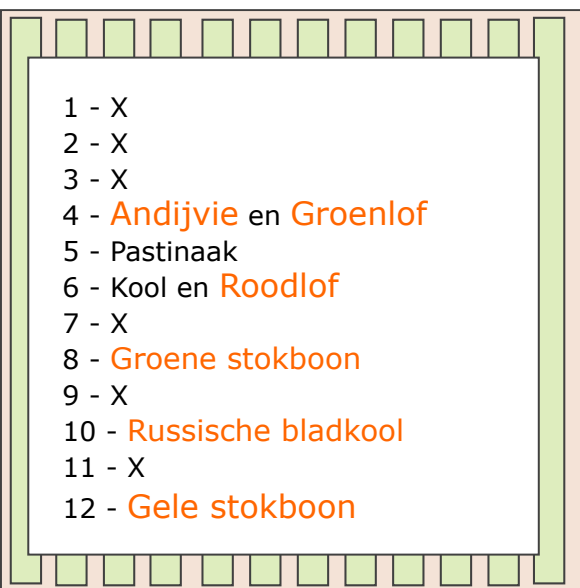 1 - X
2 - X
3 - X
4 - Andijvie en Groenlof
5 - Pastinaak
6 - Kool en Roodlof
7 - X
8 - Groene stokboon
9 - X
10 - Russische bladkool
11 - X
12 - Gele stokboon